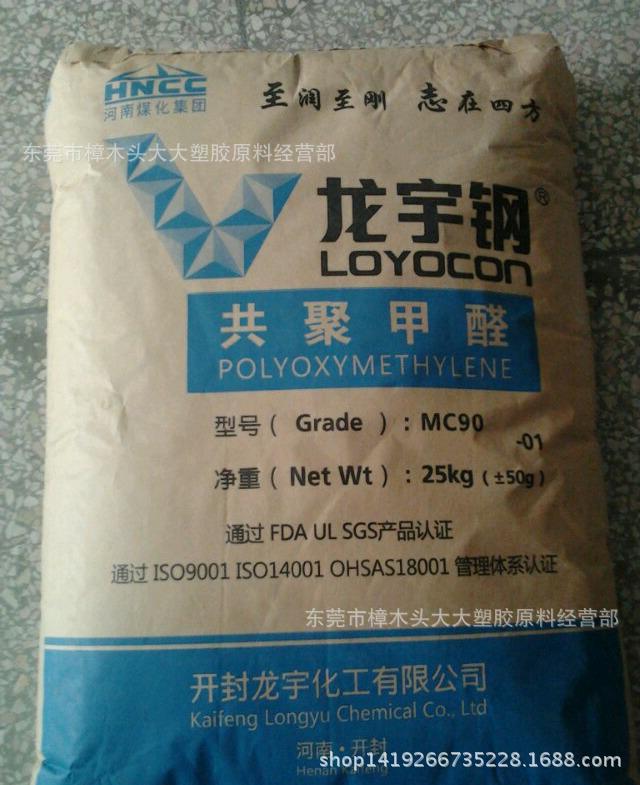 HNCC
河南煤化集团
至润至刚 志在四方
东莞市樟木头大大塑胶原料经营部
龙宇钢®
LOYOCON
共聚甲醛
POLYOXYMETHYLENE
型号（ Grade ）：MC90
-01
净重（ Net Wt ）：25kg（±50g）
通过 FDA UL SGS产品认证
通过 ISO9001 ISO14001 OHSAS18001 管理体系认证
东莞市樟木头大大塑胶原料经营部
开封龙宇化工有限公司
Kaifeng Longyu Chemical Co., Ltd
河南·开封
shop1419266735228.1688.com
Henan Kaifeng